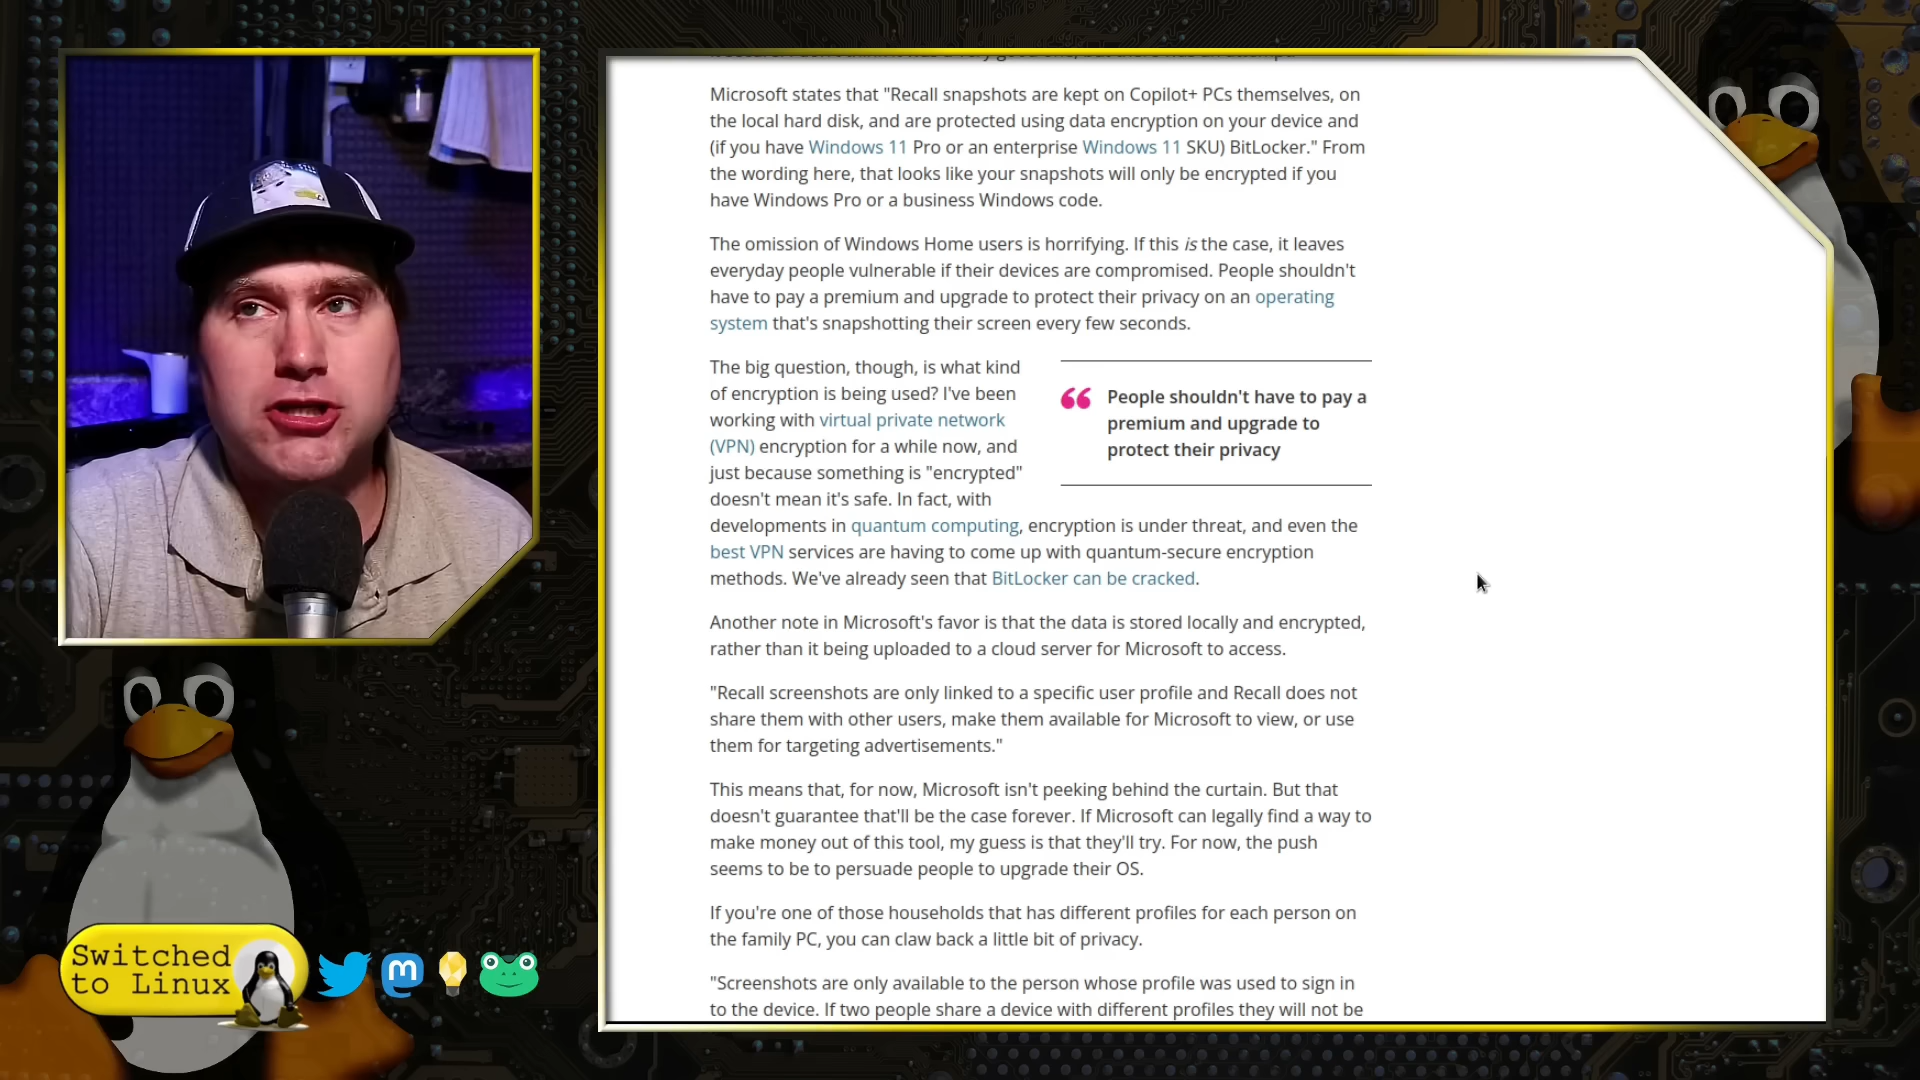 Microsoft states that "Recall snapshots are kept on Copilot+ PCs themselves, on
the local hard disk, and are protected using data encryption on your device and
(if you have Windows 11 Pro or an enterprise Windows 11 SKU) BitLocker." From
the wording here, that looks like your snapshots will only be encrypted if you
have Windows Pro or a business Windows code.
The omission of Windows Home users is horrifying. If this is the case, it leaves
everyday people vulnerable if their devices are compromised. People shouldn't
have to pay a premium and upgrade to protect their privacy on an operating
system that's snapshotting their screen every few seconds.
The big question, though, is what kind
of encryption is being used? I've been
working with virtual private network
(VPN) encryption for a while now, and
just because something is "encrypted"
doesn't mean it's safe. In fact, with
developments in quantum computing, encryption is under threat, and even the
best VPN services are having to come up with quantum-secure encryption
methods. We've already seen that BitLocker can be cracked.
“ People shouldn't have to pay a
premium and upgrade to
protect their privacy
Another note in Microsoft's favor is that the data is stored locally and encrypted,
rather than it being uploaded to a cloud server for Microsoft to access.
"Recall screenshots are only linked to a specific user profile and Recall does not
share them with other users, make them available for Microsoft to view, or use
them for targeting advertisements."
This means that, for now, Microsoft isn't peeking behind the curtain. But that
doesn't guarantee that'll be the case forever. If Microsoft can legally find a way to
make money out of this tool, my guess is that they'll try. For now, the push
seems to be to persuade people to upgrade their OS.
If you're one of those households that has different profiles for each person on
the family PC, you can claw back a little bit of privacy.
"Screenshots are only available to the person whose profile was used to sign in
to the device. If two people share a device with different profiles they will not be
Switched
to Linux